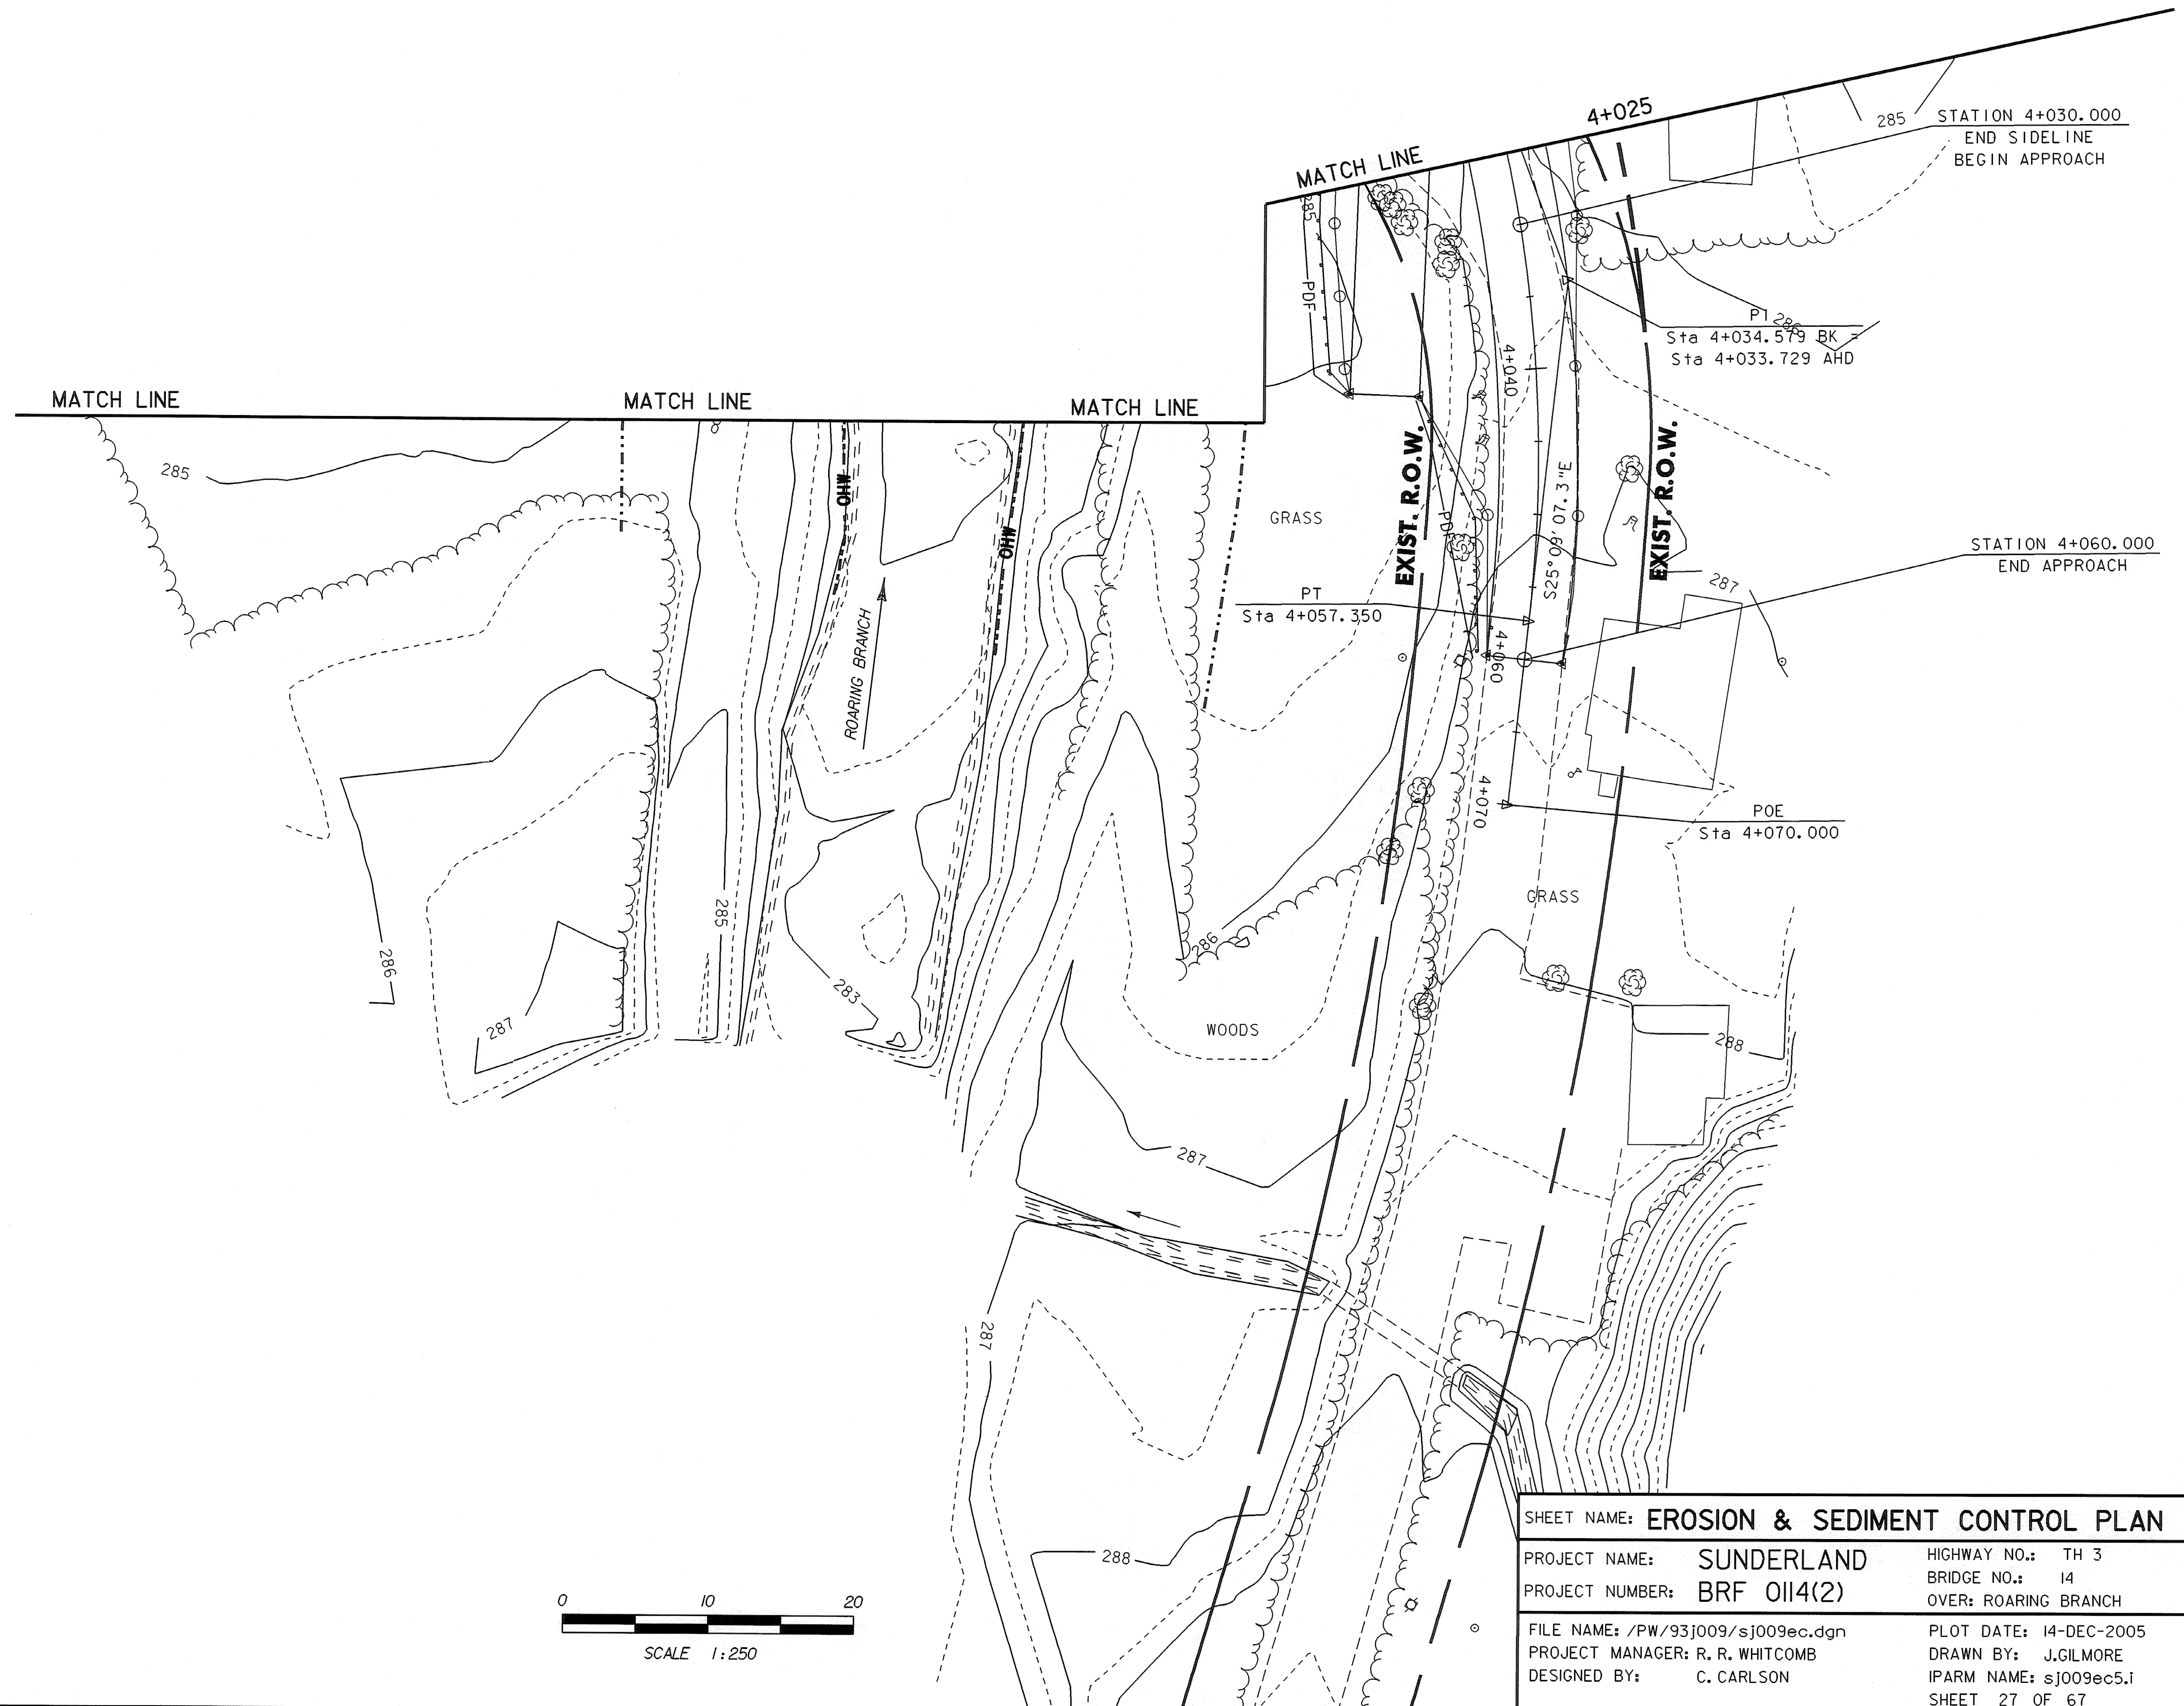 4+025
285
STATION 4+030.000
END SIDELINE
BEGIN APPROACH
MATCH LINE
285
PDF
PI
286
Sta 4+034.579 BK =
Sta 4+033.729 AHD
4+040
MATCH LINE
MATCH LINE
MATCH LINE
EXIST. R.O.W.
EXIST. R.O.W.
285
OHW
OHW
GRASS
PDF
S25°09'07.3"E
STATION 4+060.000
END APPROACH
287
PT
Sta 4+057.350
ROARING BRANCH
4+060
4+070
POE
Sta 4+070.000
GRASS
285
286
286
283
287
WOODS
288
287
287
288
0 10 20
SCALE 1:250
SHEET NAME: EROSION & SEDIMENT CONTROL PLAN
PROJECT NAME: SUNDERLAND
PROJECT NUMBER: BRF 0114(2)
HIGHWAY NO.: TH 3
BRIDGE NO.: 14
OVER: ROARING BRANCH
FILE NAME: /PW/93j009/sj009ec.dgn
PROJECT MANAGER: R. R. WHITCOMB
DESIGNED BY: C. CARLSON
PLOT DATE: 14-DEC-2005
DRAWN BY: J.GILMORE
IPARM NAME: sj009ec5.i
SHEET 27 OF 67